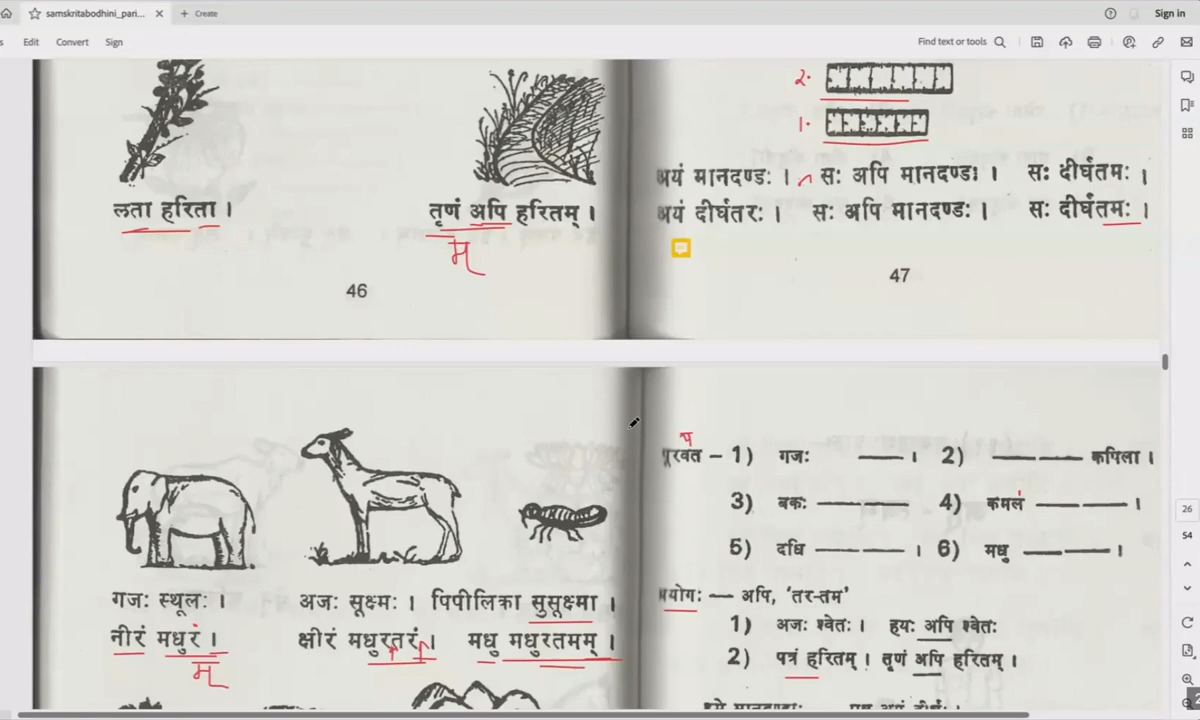 samskritabodhini_pari... × + Create
Sign in
Edit Convert Sign
Find text or tools
२.
१.
लता हरिता ।
तृणं अपि हरितम् ।
म्
अयं मानदण्डः । सः अपि मानदण्डः । सः दीर्घतमः ।
अयं दीर्घतरः । सः अपि मानदण्डः । सः दीर्घतमः ।
46
47
गजः स्थूलः । अजः सूक्ष्मः । पिपीलिका सुसूक्ष्मा ।
नीरं मधुरं । क्षीरं मधुरतरं । मधु मधुरतमम् ।
म्
प
पूरवत – 1) गजः —— । 2) —— —— कपिला ।
3) बकः —— —— 4) कमलं —— —— ।
5) दधि —— —— । 6) मधु —— —— ।
प्रयोगः — अपि, 'तर-तम'
1) अजः श्वेतः । हयः अपि श्वेतः
2) पत्रं हरितम् । तृणं अपि हरितम् ।
26
54